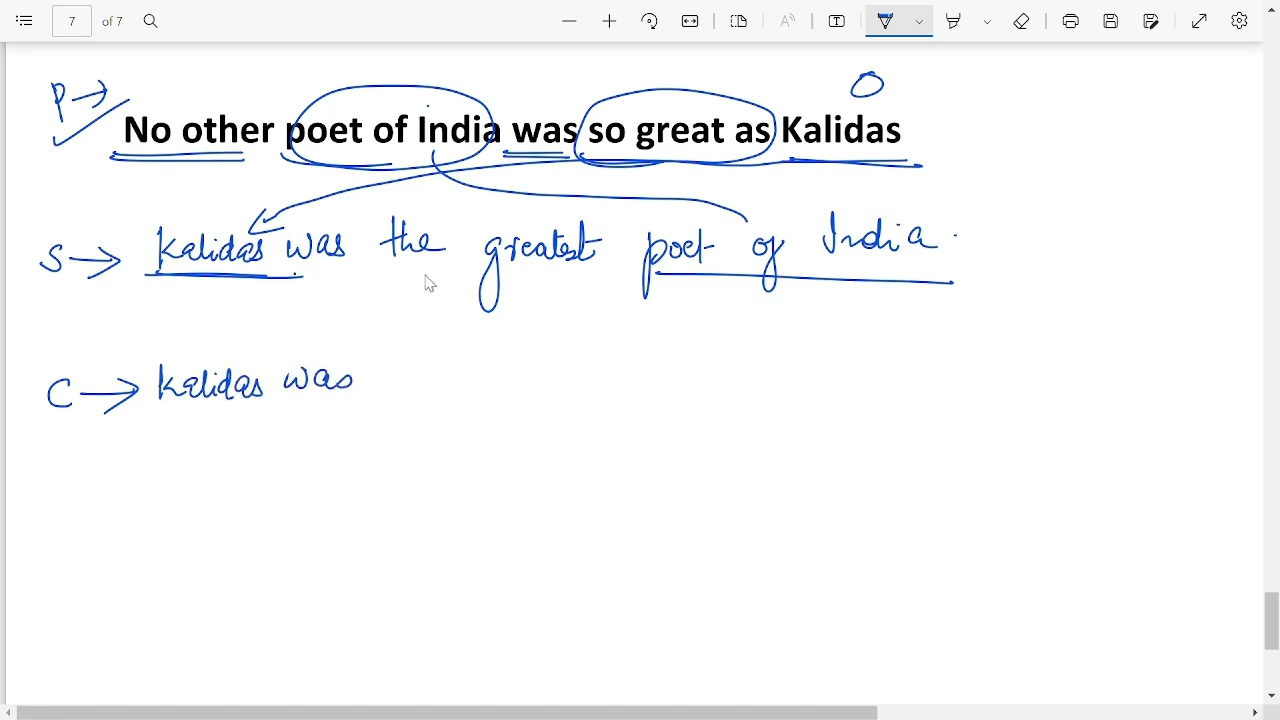 7 of 7
P → O
No other poet of India was so great as Kalidas
S → Kalidas was the greatest poet of India.
C → Kalidas was